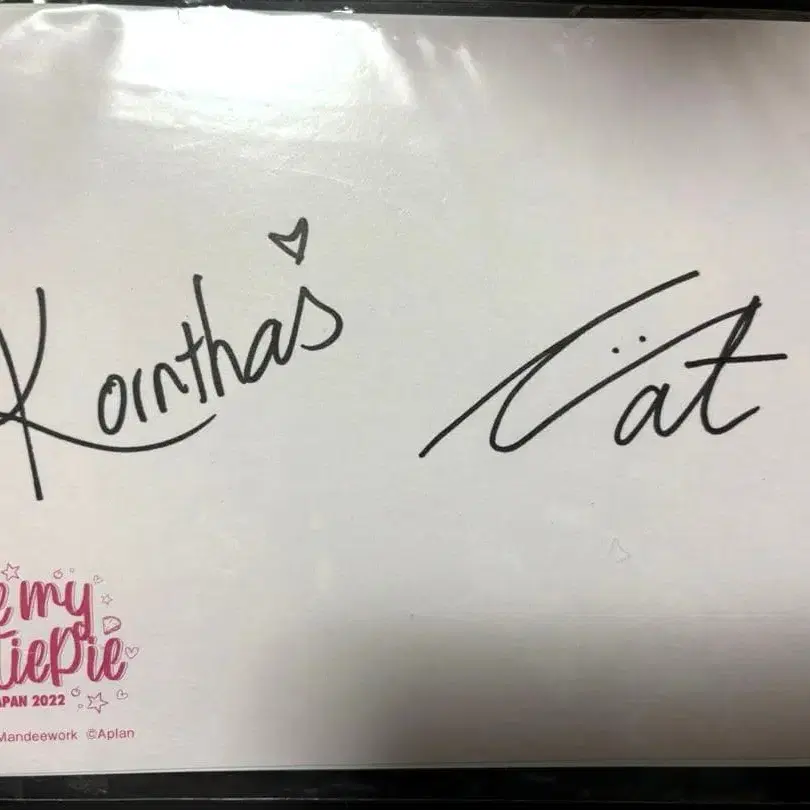 Kornthas
Cat
e my
tiePie
APAN 2022
Mandeework ©Aplan